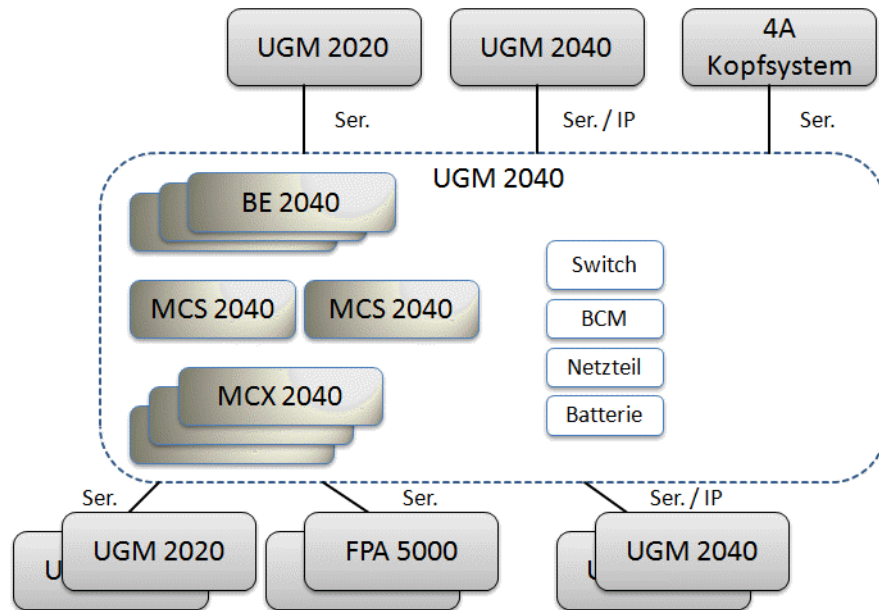 UGM 2020
UGM 2040
4A
Kopfsystem
Ser.
Ser. / IP
Ser.
UGM 2040
BE 2040
Switch
MCS 2040
MCS 2040
BCM
Netzteil
MCX 2040
Batterie
Ser.
Ser.
Ser. / IP
UGM 2020
FPA 5000
UGM 2040